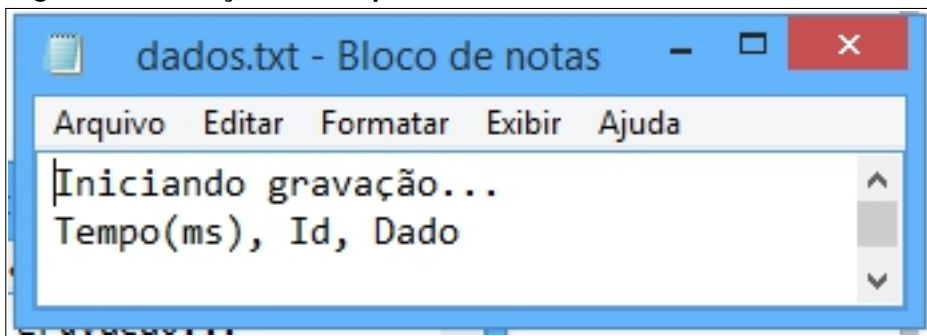 dados.txt - Bloco de notas
Arquivo Editar Formatar Exibir Ajuda
Iniciando gravação...
Tempo(ms), Id, Dado